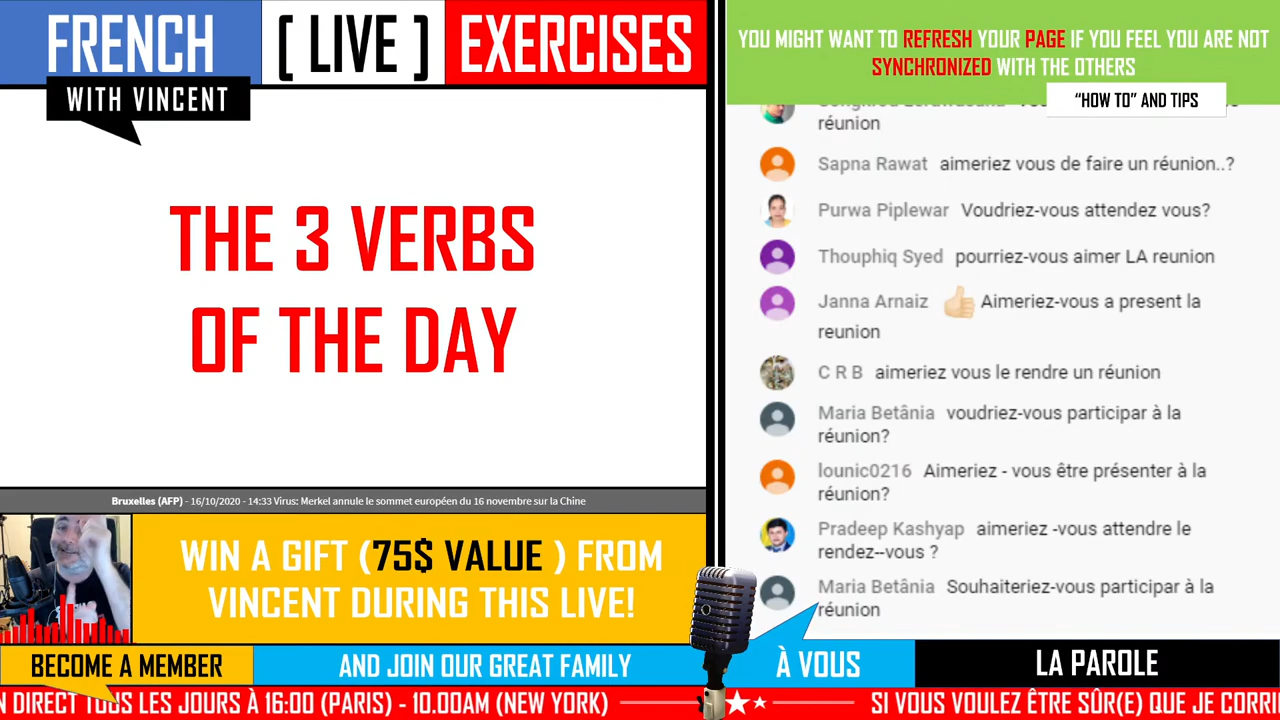 FRENCH
[ LIVE ]
EXERCISES
WITH VINCENT
THE 3 VERBS
OF THE DAY
Bruxelles (AFP) - 16/10/2020 - 14:33 Virus: Merkel annule le sommet européen du 16 novembre sur la Chine
WIN A GIFT (75$ VALUE ) FROM
VINCENT DURING THIS LIVE!
BECOME A MEMBER
AND JOIN OUR GREAT FAMILY
YOU MIGHT WANT TO REFRESH YOUR PAGE IF YOU FEEL YOU ARE NOT
SYNCHRONIZED WITH THE OTHERS
“HOW TO” AND TIPS
réunion
Sapna Rawat aimeriez vous de faire un réunion..?
Purwa Piplewar Voudriez-vous attendez vous?
Thouphiq Syed pourriez-vous aimer LA reunion
Janna Arnaiz Aimeriez-vous a present la
reunion
C R B aimeriez vous le rendre un réunion
Maria Betânia voudriez-vous participar à la
réunion?
lounic0216 Aimeriez - vous être présenter à la
réunion?
Pradeep Kashyap aimeriez -vous attendre le
rendez--vous ?
Maria Betânia Souhaiteriez-vous participar à la
réunion
À VOUS
LA PAROLE
N DIRECT TOUS LES JOURS À 16:00 (PARIS) - 10.00AM (NEW YORK)
SI VOUS VOULEZ ÊTRE SÛR(E) QUE JE CORRI